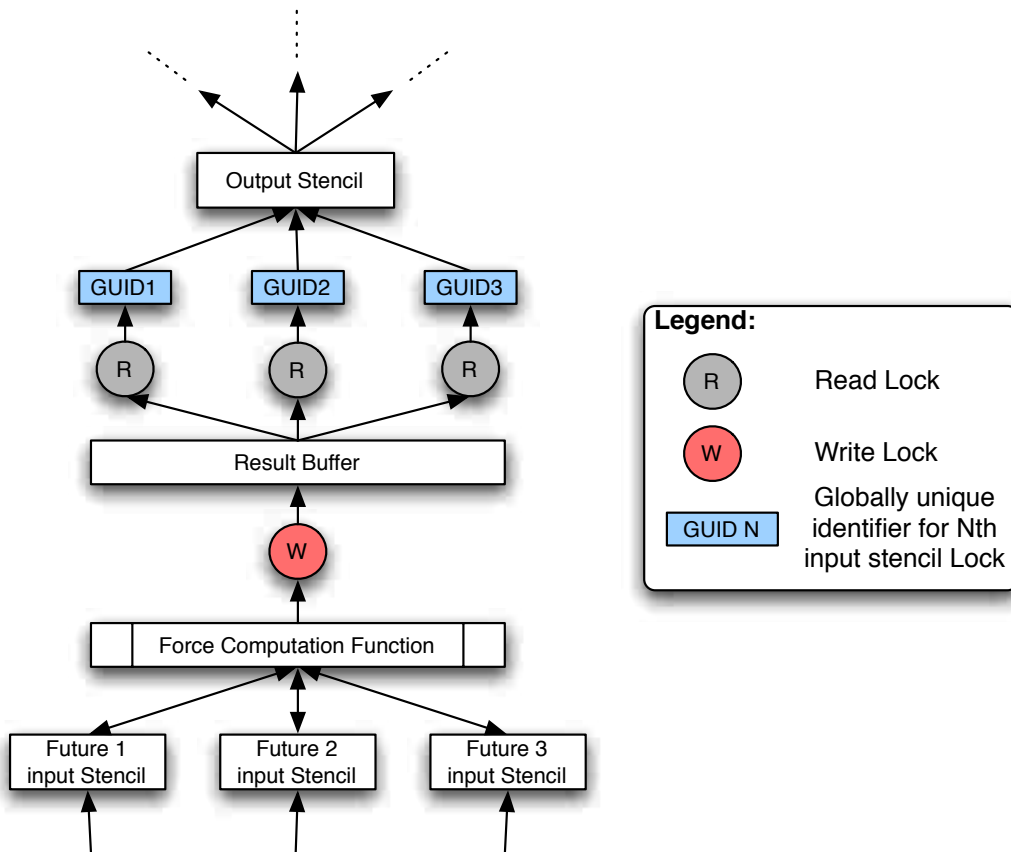 Output Stencil
GUID1
GUID2
GUID3
R
R
R
Result Buffer
W
Force Computation Function
Future 1
input Stencil
Future 2
input Stencil
Future 3
input Stencil
Legend:
R
Read Lock
W
Write Lock
GUID N
Globally unique
identifier for Nth
input stencil Lock